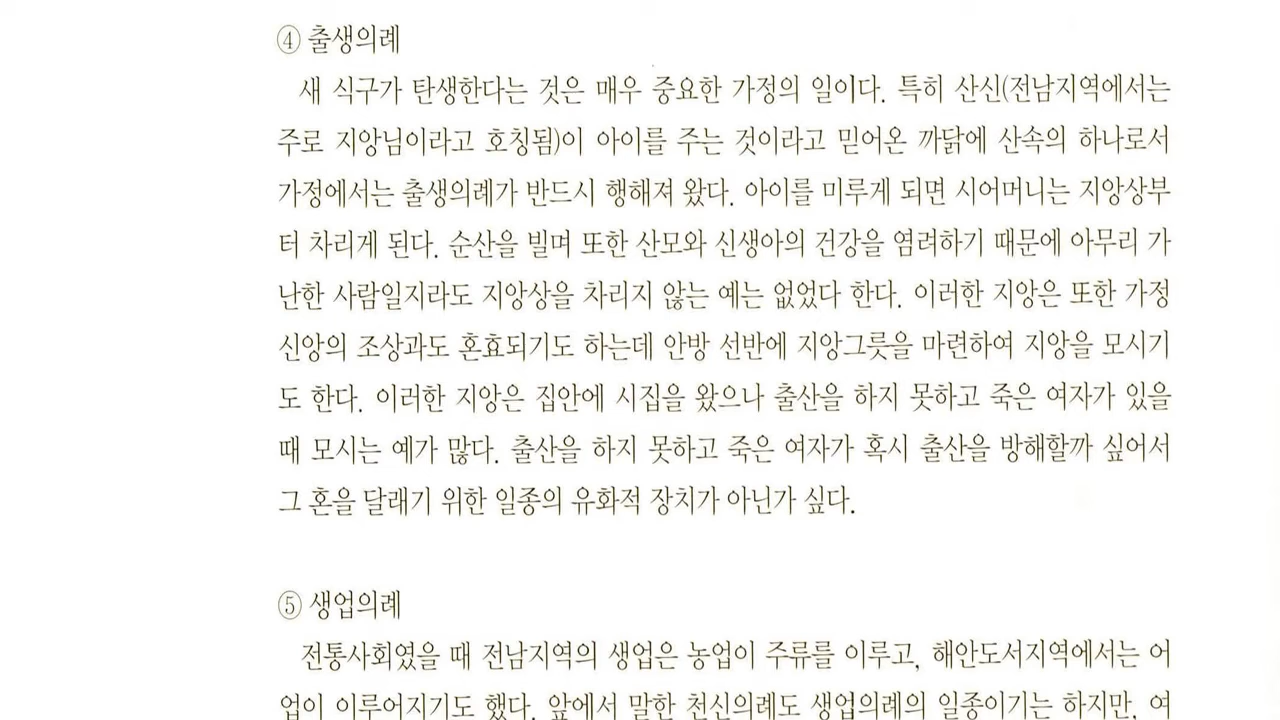 ④ 출생의례
새 식구가 탄생한다는 것은 매우 중요한 가정의 일이다. 특히 산신(전남지역에서는
주로 지앙님이라고 호칭됨)이 아이를 주는 것이라고 믿어온 까닭에 산속의 하나로서
가정에서는 출생의례가 반드시 행해져 왔다. 아이를 미루게 되면 시어머니는 지앙상부
터 차리게 된다. 순산을 빌며 또한 산모와 신생아의 건강을 염려하기 때문에 아무리 가
난한 사람일지라도 지앙상을 차리지 않는 예는 없었다 한다. 이러한 지앙은 또한 가정
신앙의 조상과도 혼효되기도 하는데 안방 선반에 지앙그릇을 마련하여 지앙을 모시기
도 한다. 이러한 지앙은 집안에 시집을 왔으나 출산을 하지 못하고 죽은 여자가 있을
때 모시는 예가 많다. 출산을 하지 못하고 죽은 여자가 혹시 출산을 방해할까 싶어서
그 혼을 달래기 위한 일종의 유화적 장치가 아닌가 싶다.
⑤ 생업의례
전통사회였을 때 전남지역의 생업은 농업이 주류를 이루고, 해안도서지역에서는 어
업이 이루어지기도 했다. 앞에서 말한 천신의례도 생업의례의 일종이기는 하지만, 여